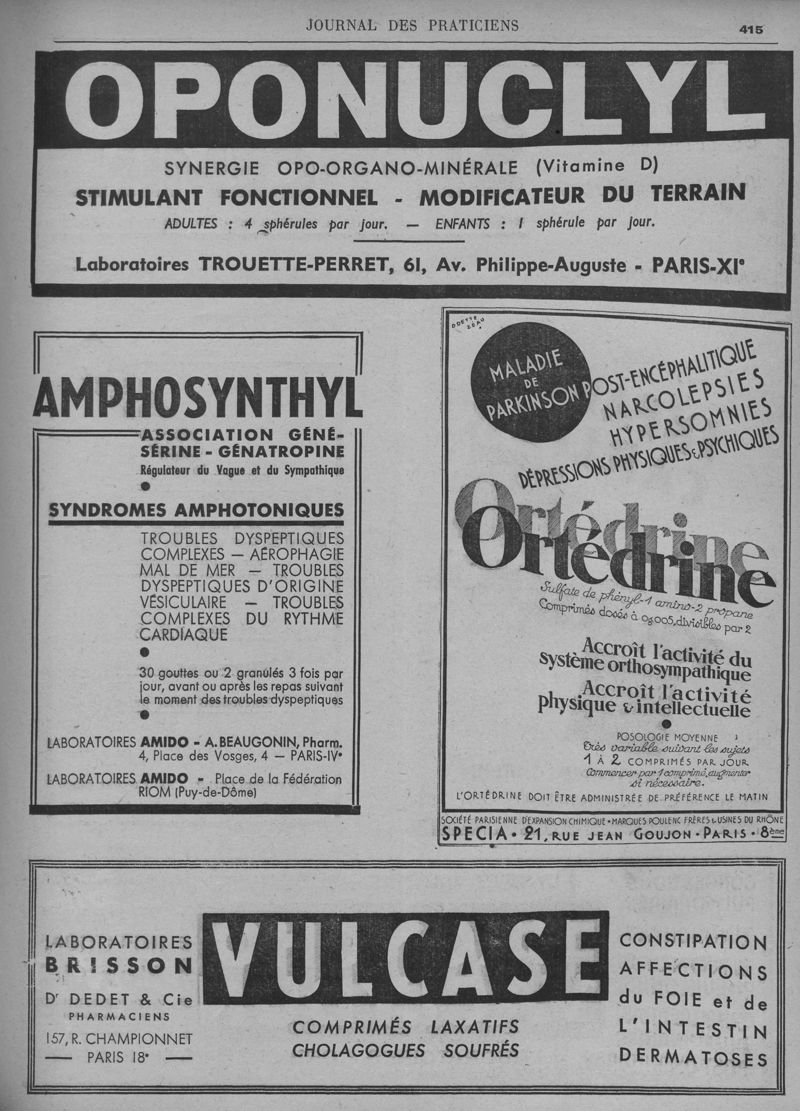 JOURNAL DES PRATICIENS
415
OPONUCLYL
SYNERGIE OPO-ORGANO-MINÉRALE (Vitamine D)
STIMULANT FONCTIONNEL - MODIFICATEUR DU TERRAIN
ADULTES : 4 sphérules par jour. — ENFANTS : 1 sphérule par jour.
Laboratoires TROUETTE-PERRET, 61, Av. Philippe-Auguste - PARIS-XIe
AMPHOSYNTHYL
ASSOCIATION GÉNÉ-
SÉRINE - GÉNATROPINE
Régulateur du Vague et du Sympathique
SYNDROMES AMPHOTONIQUES
TROUBLES DYSPEPTIQUES
COMPLEXES — AÉROPHAGIE
MAL DE MER — TROUBLES
DYSPEPTIQUES D'ORIGINE
VÉSICULAIRE — TROUBLES
COMPLEXES DU RYTHME
CARDIAQUE
30 gouttes ou 2 granulés 3 fois par
jour, avant ou après les repas suivant
le moment des troubles dyspeptiques
LABORATOIRES AMIDO - A. BEAUGONIN, Pharm.
4, Place des Vosges, 4 — PARIS-IVe
LABORATOIRES AMIDO - Place de la Fédération
RIOM (Puy-de-Dôme)
ODETTE
ZEAU
MALADIE
DE
PARKINSON POST-ENCÉPHALITIQUE
NARCOLEPSIES
HYPERSOMNIES
DÉPRESSIONS PHYSIQUES & PSYCHIQUES
Ortédrine
Sulfate de phényl-1 amino-2 propane
Comprimés dosés à 0g005, divisibles par 2
Accroît l'activité du
système orthosympathique
Accroît l'activité
physique & intellectuelle
POSOLOGIE MOYENNE :
Très variable suivant les sujets
1 À 2 COMPRIMÉS PAR JOUR
Commencer par 1 comprimé, augmenter
si nécessaire.
L'ORTÉDRINE DOIT ÊTRE ADMINISTRÉE DE PRÉFÉRENCE LE MATIN
SOCIÉTÉ PARISIENNE D'EXPANSION CHIMIQUE • MARQUES POULENC FRÈRES & USINES DU RHÔNE
SPECIA • 21, RUE JEAN GOUJON • PARIS • 8ème
LABORATOIRES
BRISSON
Dr DEDET & Cie
PHARMACIENS
157, R. CHAMPIONNET
— PARIS 18e —
VULCASE
COMPRIMÉS LAXATIFS
CHOLAGOGUES SOUFRÉS
CONSTIPATION
AFFECTIONS
du FOIE et de
L'INTESTIN
DERMATOSES